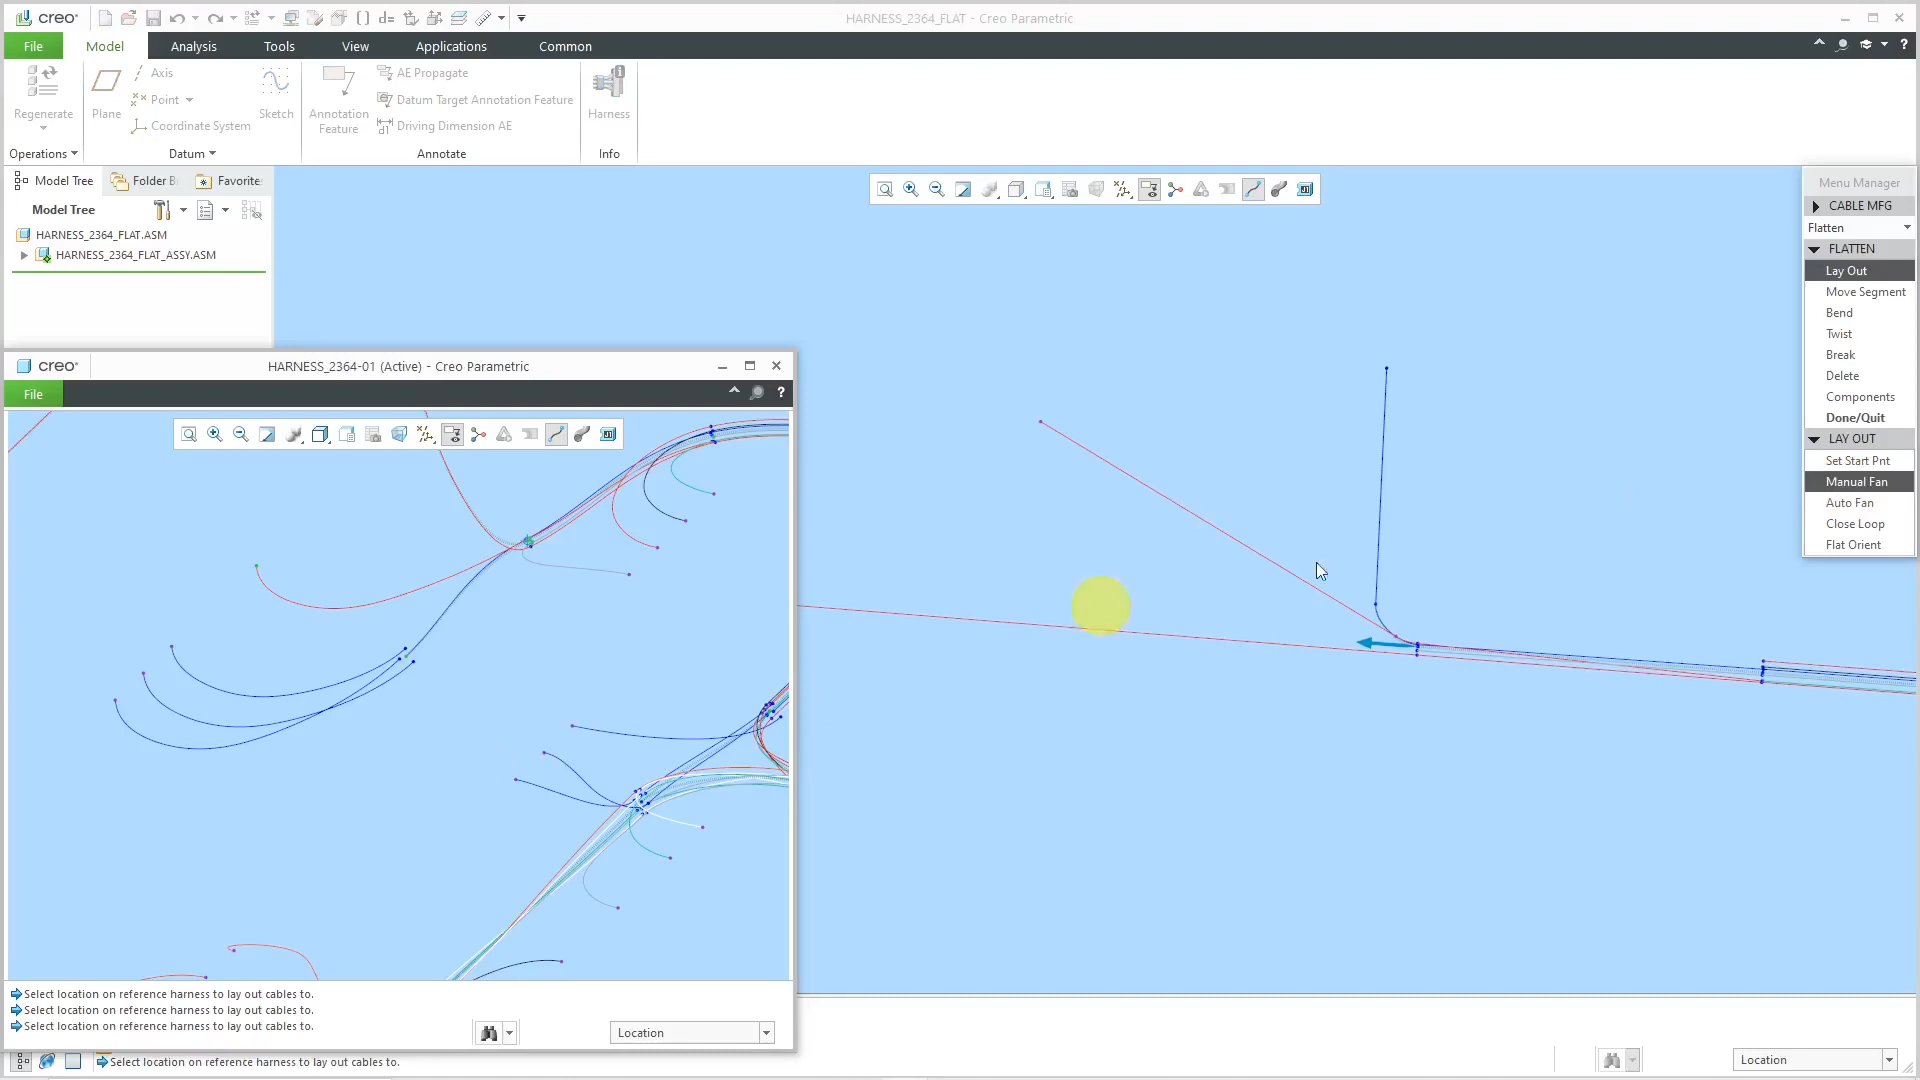 creo
HARNESS_2364_FLAT - Creo Parametric
File
Model
Analysis
Tools
View
Applications
Common
Regenerate
Plane
Axis
Point
Coordinate System
Sketch
Annotation
Feature
AE Propagate
Datum Target Annotation Feature
Driving Dimension AE
Harness
Operations
Datum
Annotate
Info
Model Tree
Folder B
Favorite
Model Tree
HARNESS_2364_FLAT.ASM
HARNESS_2364_FLAT_ASSY.ASM
Menu Manager
CABLE MFG
Flatten
FLATTEN
Lay Out
Move Segment
Bend
Twist
Break
Delete
Components
Done/Quit
LAY OUT
Set Start Pnt
Manual Fan
Auto Fan
Close Loop
Flat Orient
creo
HARNESS_2364-01 (Active) - Creo Parametric
File
Select location on reference harness to lay out cables to.
Select location on reference harness to lay out cables to.
Select location on reference harness to lay out cables to.
Location
Select location on reference harness to lay out cables to.
Location